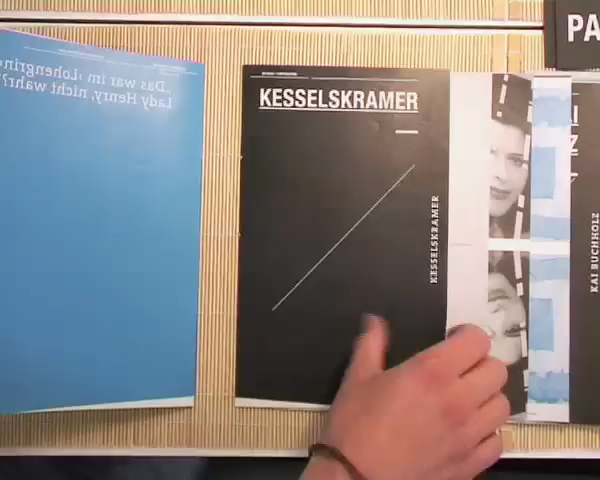 „Das war im ‹Lohengrin›
Lady Henry, nicht wahr?“
KESSELSKRAMER
KESSELSKRAMER
KAI BUCHHOLZ
PA